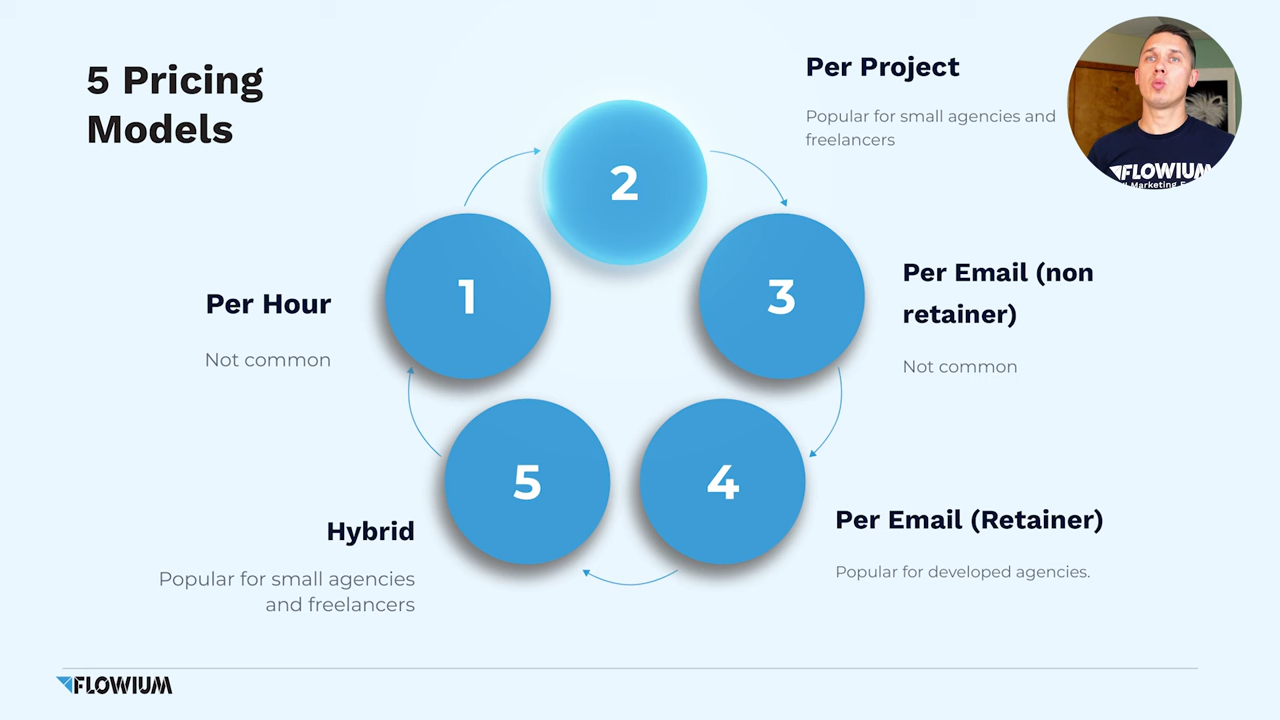 5 Pricing
Models
Per Project
Popular for small agencies and
freelancers
FLOWIUM
2
1
3
Per Hour
Not common
Per Email (non
retainer)
Not common
5
4
Hybrid
Popular for small agencies
and freelancers
Per Email (Retainer)
Popular for developed agencies.
FLOWIUM